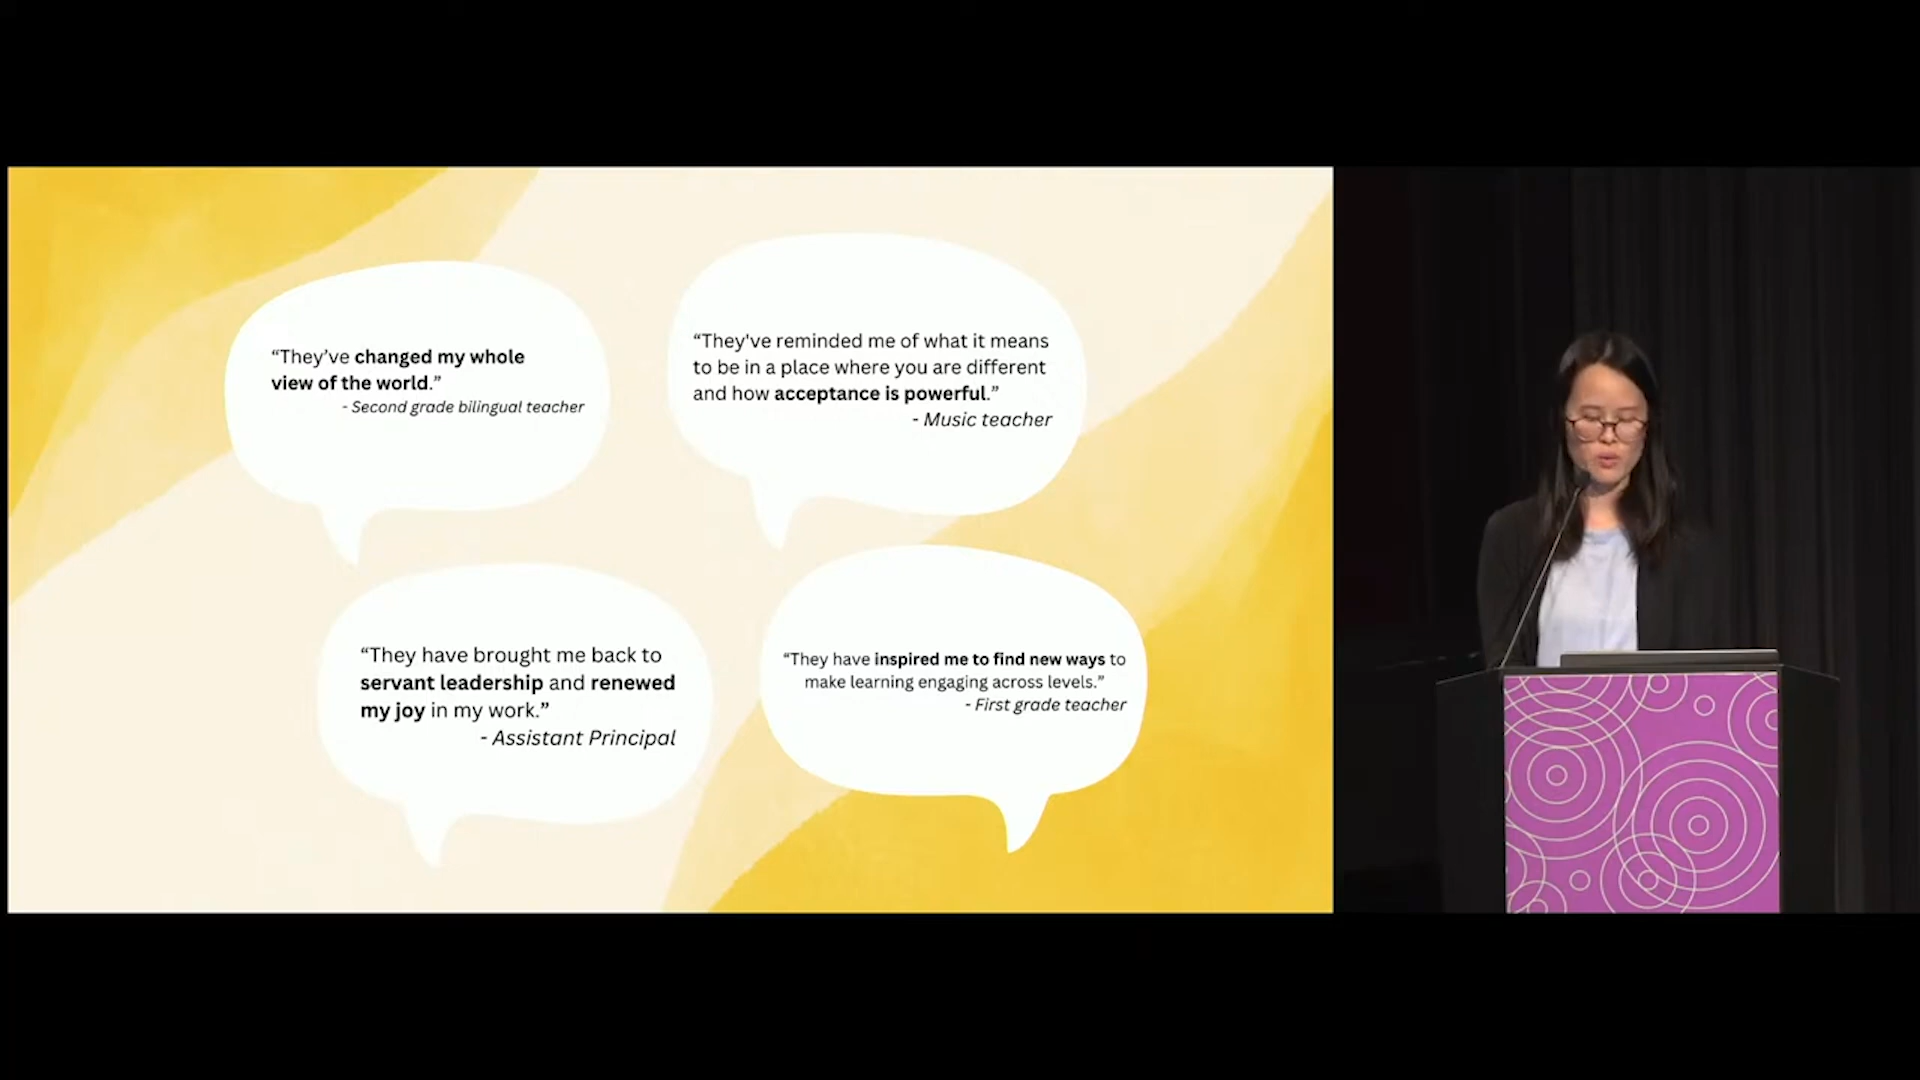 “They’ve changed my whole
view of the world.”
- Second grade bilingual teacher
“They've reminded me of what it means
to be in a place where you are different
and how acceptance is powerful.”
- Music teacher
“They have brought me back to
servant leadership and renewed
my joy in my work.”
- Assistant Principal
“They have inspired me to find new ways to
make learning engaging across levels.”
- First grade teacher